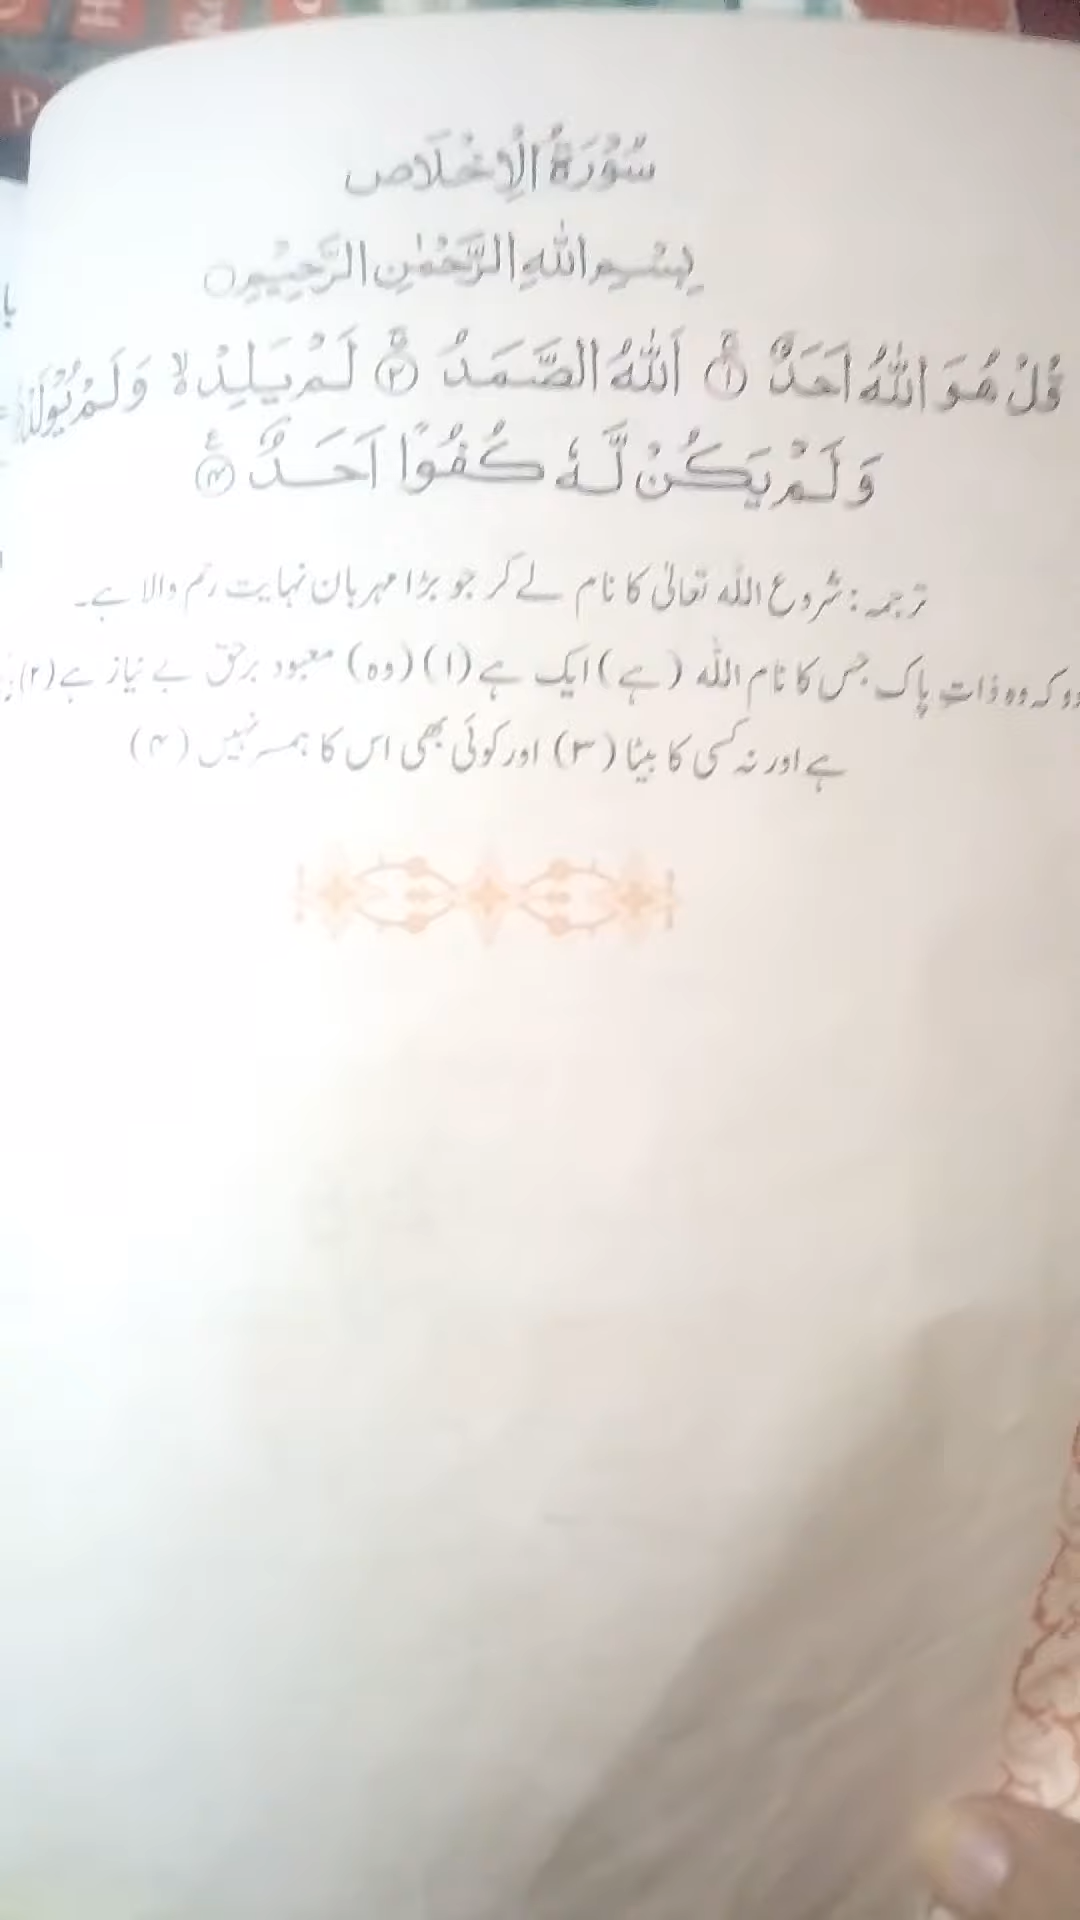 سُوْرَةُ الْاِخْلَاص
بِسْمِ اللّٰهِ الرَّحْمٰنِ الرَّحِيْمِ ○
قُلْ هُوَ اللّٰهُ اَحَدٌ ۚ﴿۱﴾ اَللّٰهُ الصَّمَدُ ۚ﴿۲﴾ لَمْ يَلِدْ ۙ وَلَمْ يُوْلَدْ
وَلَمْ يَكُنْ لَّهٗ كُفُوًا اَحَدٌ ﴿۴﴾
ترجمہ: شروع اللہ تعالیٰ کا نام لے کر جو بڑا مہربان نہایت رحم والا ہے۔
دو کہ وہ ذاتِ پاک جس کا نام اللہ (ہے) ایک ہے (۱) (وہ) معبود برحق بے نیاز ہے (۲)
ہے اور نہ کسی کا بیٹا (۳) اور کوئی بھی اس کا ہمسر نہیں (۴)